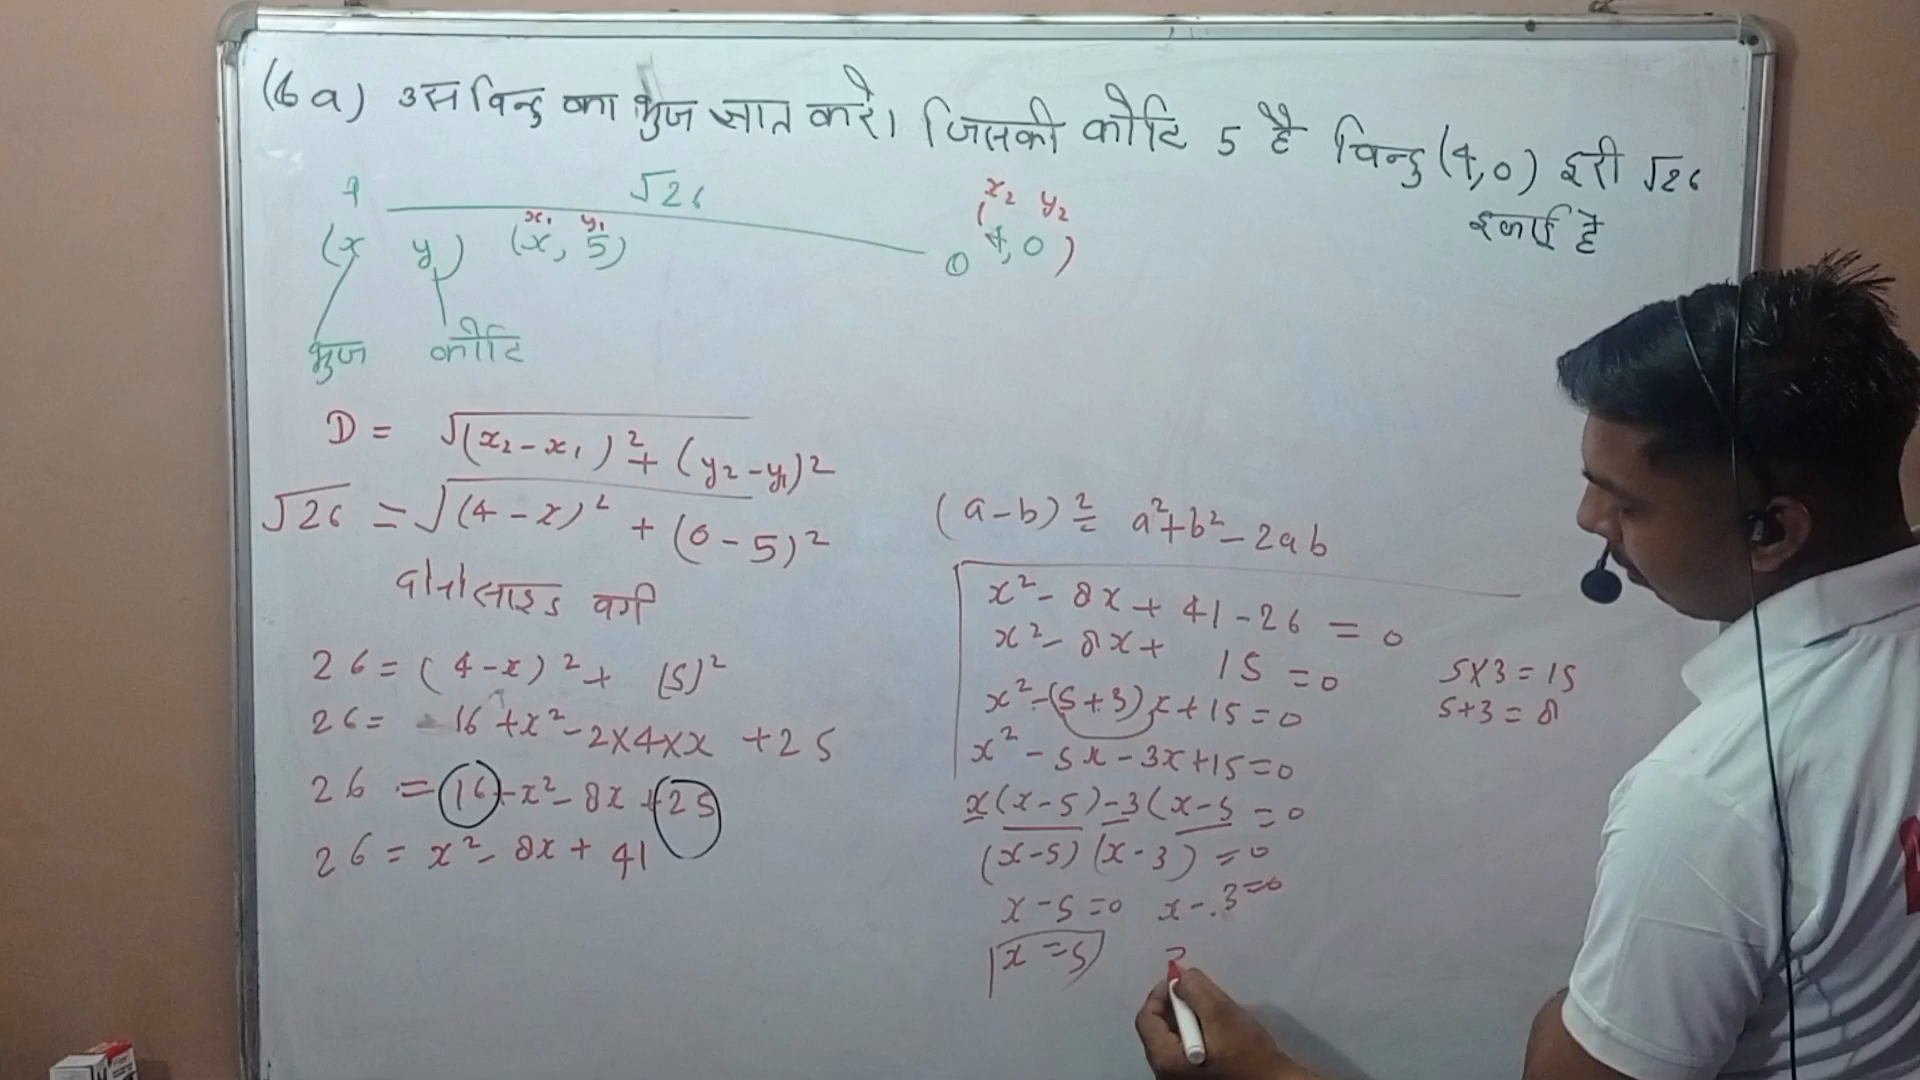 (6a) उस विन्दु का भुज ज्ञात करे। जिसकी कोटि 5 है विन्दु (4,0) दूरी √26
इकाई है
√26
x₁ y₁
x₂ y₂
(x y) (x, 5)
(4,0)
भुज कोटि
D = √(x₂-x₁)² + (y₂-y₁)²
√26 = √(4-x)² + (0-5)²
दोनो साइड वर्ग
26 = (4-x)² + (5)²
26 = 16 + x² - 2×4×x + 25
26 = 16 + x² - 8x + 25
26 = x² - 8x + 41
(a-b)² = a² + b² - 2ab
x² - 8x + 41 - 26 = 0
x² - 8x + 15 = 0
x² - (5+3)x + 15 = 0
x² - 5x - 3x + 15 = 0
x(x-5) -3(x-5 = 0
(x-5)(x-3) = 0
x-5=0 x-3=0
x=5
5×3=15
5+3=8